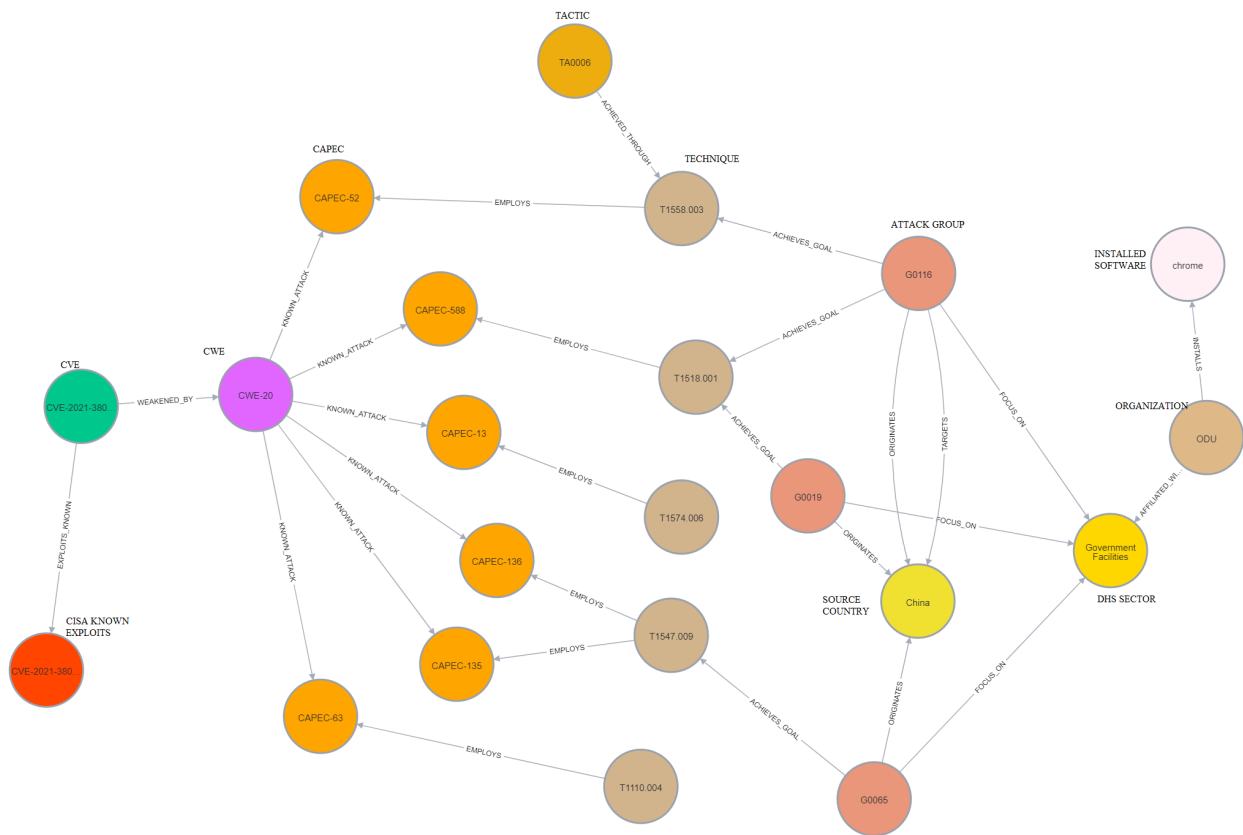 TACTIC
TA0006
ACHIEVED_THROUGH
CAPEC
TECHNIQUE
CAPEC-52
EMPLOYS
T1558.003
ACHIEVES_GOAL
ATTACK GROUP
G0116
INSTALLED
SOFTWARE
chrome
KNOWN_ATTACK
CAPEC-588
KNOWN_ATTACK
EMPLOYS
T1518.001
ACHIEVES_GOAL
INSTALLS
CWE
CVE
CVE-2021-380...
WEAKENED_BY
CWE-20
KNOWN_ATTACK
CAPEC-13
ACHIEVES_GOAL
ORIGINATES
TARGETS
FOCUS_ON
ORGANIZATION
ODU
AFFILIATED_WI...
KNOWN_ATTACK
EMPLOYS
T1574.006
G0019
FOCUS_ON
ORIGINATES
Government
Facilities
DHS SECTOR
EXPLOITS_KNOWN
KNOWN_ATTACK
KNOWN_ATTACK
CAPEC-136
EMPLOYS
SOURCE
COUNTRY
China
CISA KNOWN
EXPLOITS
CVE-2021-380...
CAPEC-135
EMPLOYS
T1547.009
ACHIEVES_GOAL
ORIGINATES
FOCUS_ON
CAPEC-63
EMPLOYS
T1110.004
G0065